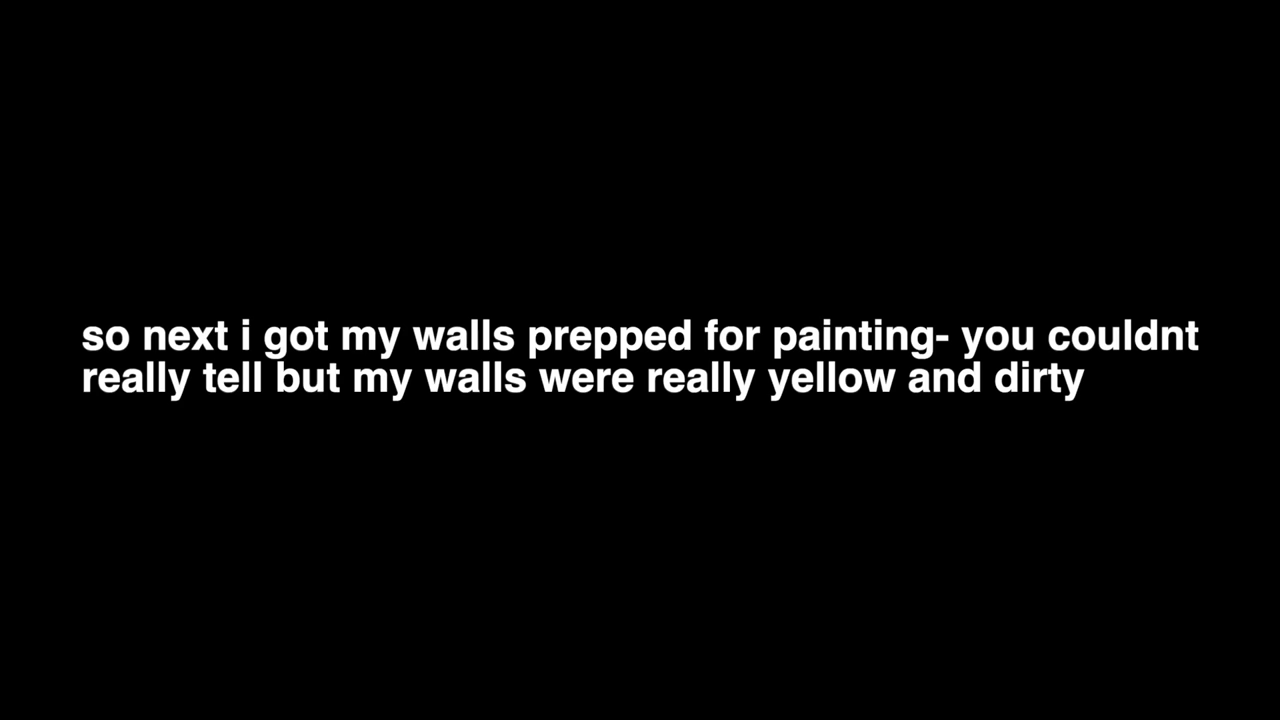 so next i got my walls prepped for painting- you couldnt
really tell but my walls were really yellow and dirty